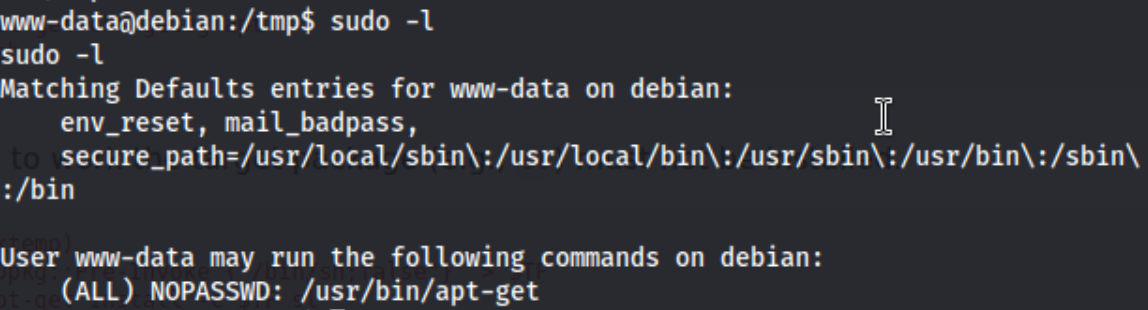 www-data@debian:/tmp$ sudo -l
sudo -l
Matching Defaults entries for www-data on debian:
    env_reset, mail_badpass,
    secure_path=/usr/local/sbin\:/usr/local/bin\:/usr/sbin\:/usr/bin\:/sbin\
:/bin

User www-data may run the following commands on debian:
    (ALL) NOPASSWD: /usr/bin/apt-get